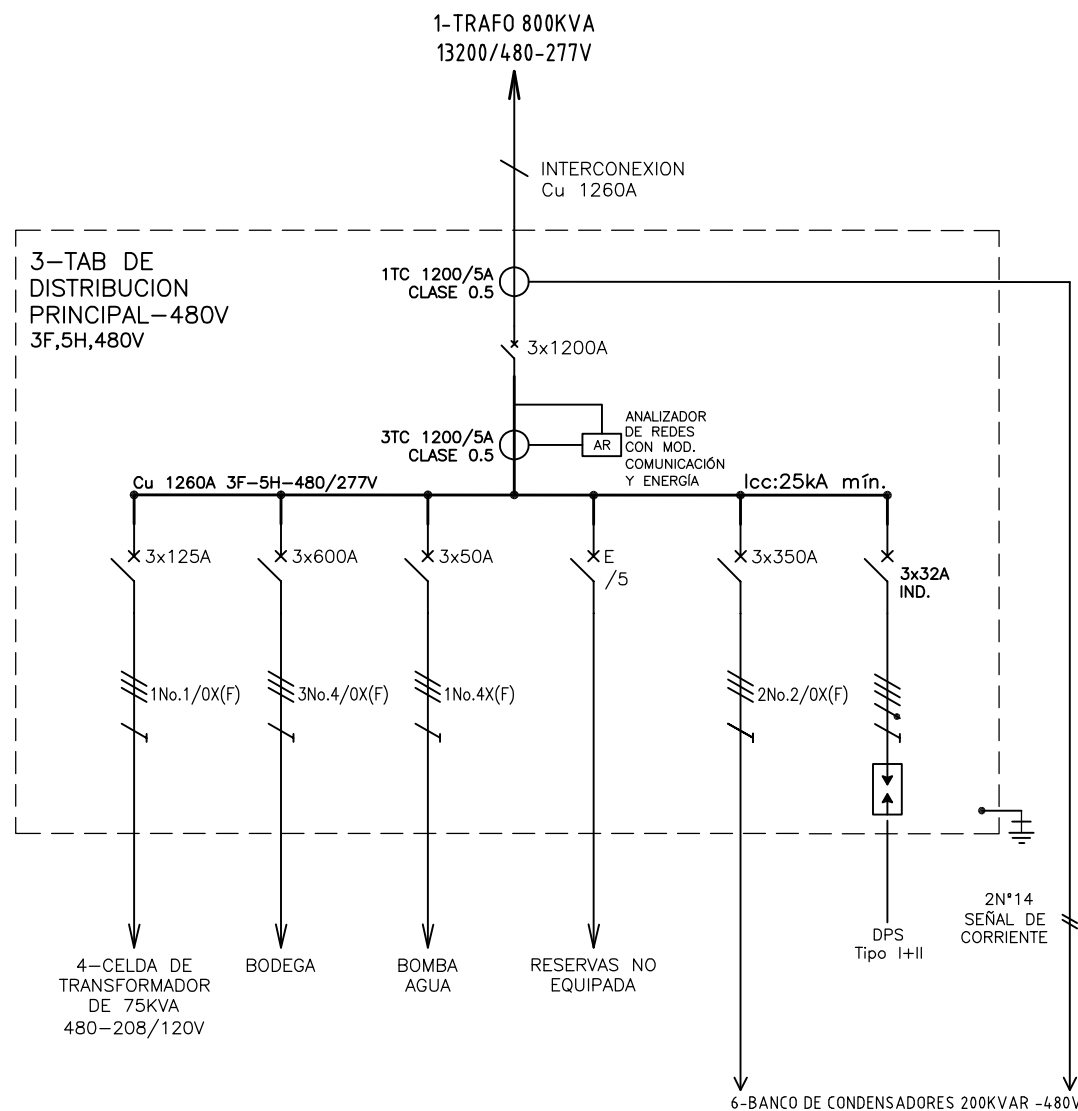 1-TRAFO 800KVA
13200/480-277V
INTERCONEXION
Cu 1260A
3-TAB DE
DISTRIBUCION
PRINCIPAL-480V
3F,5H,480V
1TC 1200/5A
CLASE 0.5
3x1200A
3TC 1200/5A
CLASE 0.5
AR
ANALIZADOR
DE REDES
CON MOD.
COMUNICACIÓN
Y ENERGÍA
Cu 1260A 3F-5H-480/277V
Icc:25kA mín.
3x125A
3x600A
3x50A
E
/5
3x350A
3x32A
IND.
1No.1/0X(F)
3No.4/0X(F)
1No.4X(F)
2No.2/0X(F)
4-CELDA DE
TRANSFORMADOR
DE 75KVA
480-208/120V
BODEGA
BOMBA
AGUA
RESERVAS NO
EQUIPADA
DPS
Tipo I+II
2N°14
SEÑAL DE
CORRIENTE
6-BANCO DE CONDENSADORES 200KVAR -480V